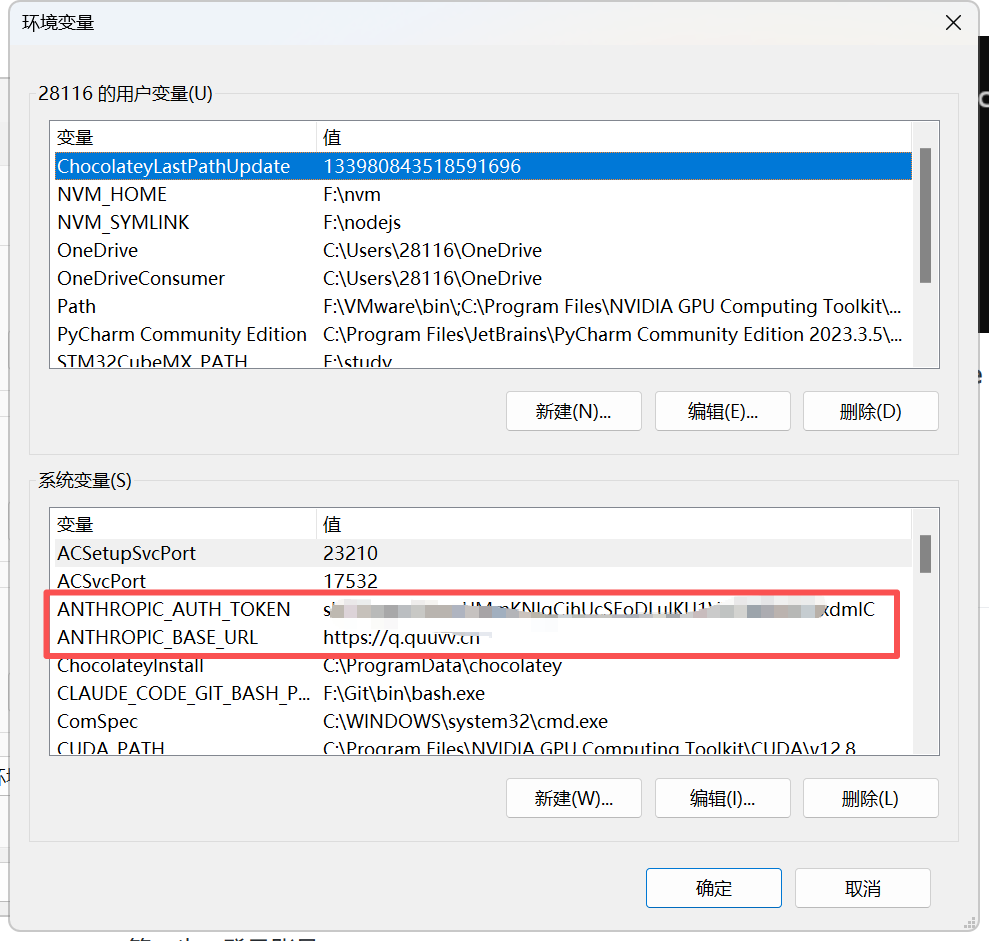 环境变量
28116 的用户变量(U)
变量 值
ChocolateyLastPathUpdate 133980843518591696
NVM_HOME F:\nvm
NVM_SYMLINK F:\nodejs
OneDrive C:\Users\28116\OneDrive
OneDriveConsumer C:\Users\28116\OneDrive
Path F:\VMware\bin\;C:\Program Files\NVIDIA GPU Computing Toolkit\...
PyCharm Community Edition C:\Program Files\JetBrains\PyCharm Community Edition 2023.3.5\...
STM32CubeMX_PATH F:\study
新建(N)... 编辑(E)... 删除(D)
系统变量(S)
变量 值
ACSetupSvcPort 23210
ACSvcPort 17532
ANTHROPIC_AUTH_TOKEN
ANTHROPIC_BASE_URL https://q.quuvv.cn
ChocolateyInstall C:\ProgramData\chocolatey
CLAUDE_CODE_GIT_BASH_P... F:\Git\bin\bash.exe
ComSpec C:\WINDOWS\system32\cmd.exe
CUDA_PATH C:\Program Files\NVIDIA GPU Computing Toolkit\CUDA\v12.8
新建(W)... 编辑(I)... 删除(L)
确定 取消